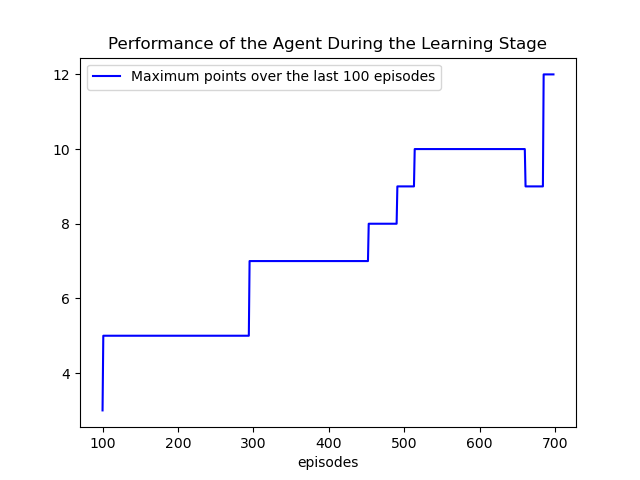 Performance of the Agent During the Learning Stage
Maximum points over the last 100 episodes
12
10
8
6
4
100 200 300 400 500 600 700
episodes